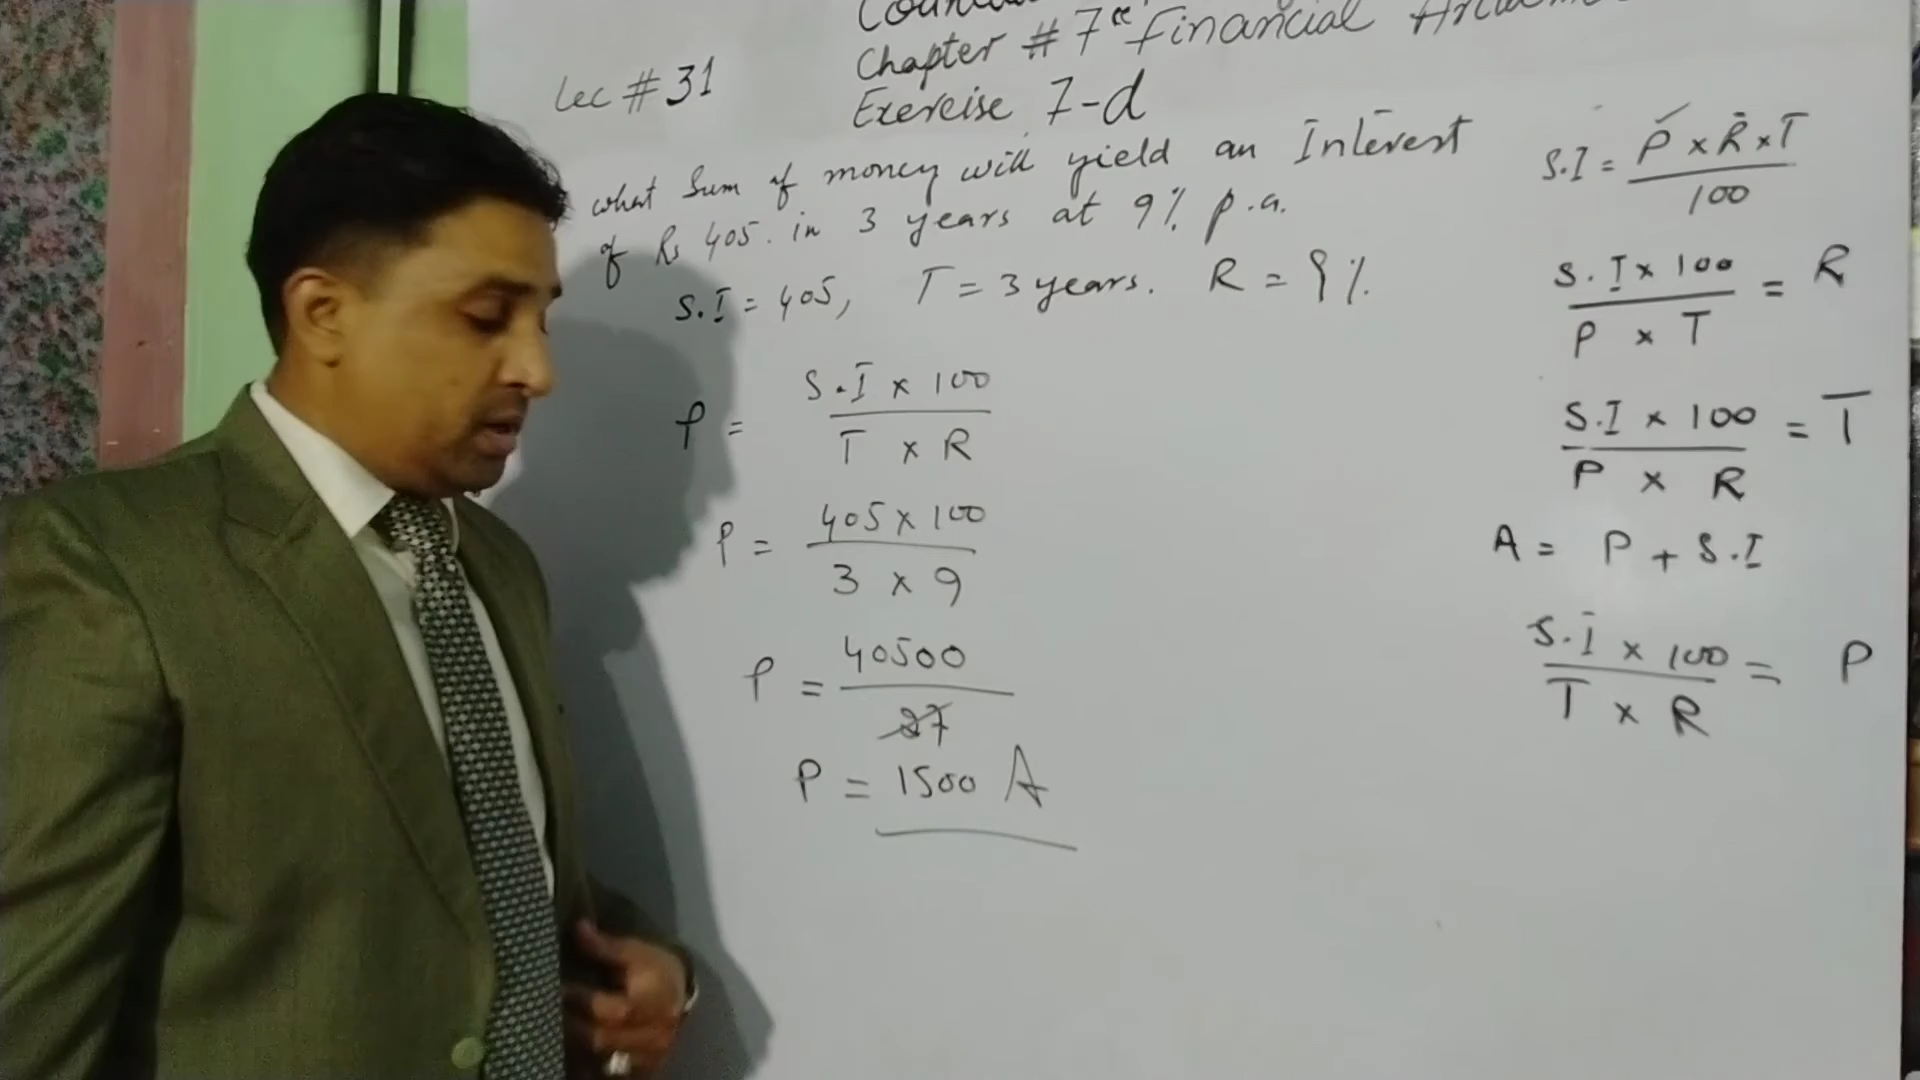 Chapter # 7 "Financial
Lec # 31
Exercise 7-d
what Sum of money will yield an Interest
of Rs 405. in 3 years at 9% p.a.
S.I = 405, T = 3 years. R = 9%.
P = S.I x 100
T x R
P = 405 x 100
3 x 9
P = 40500
27
P = 1500 A
S.I = P x R x T
100
S.I x 100 = R
P x T
S.I x 100 = T
P x R
A = P + S.I
S.I x 100 = P
T x R